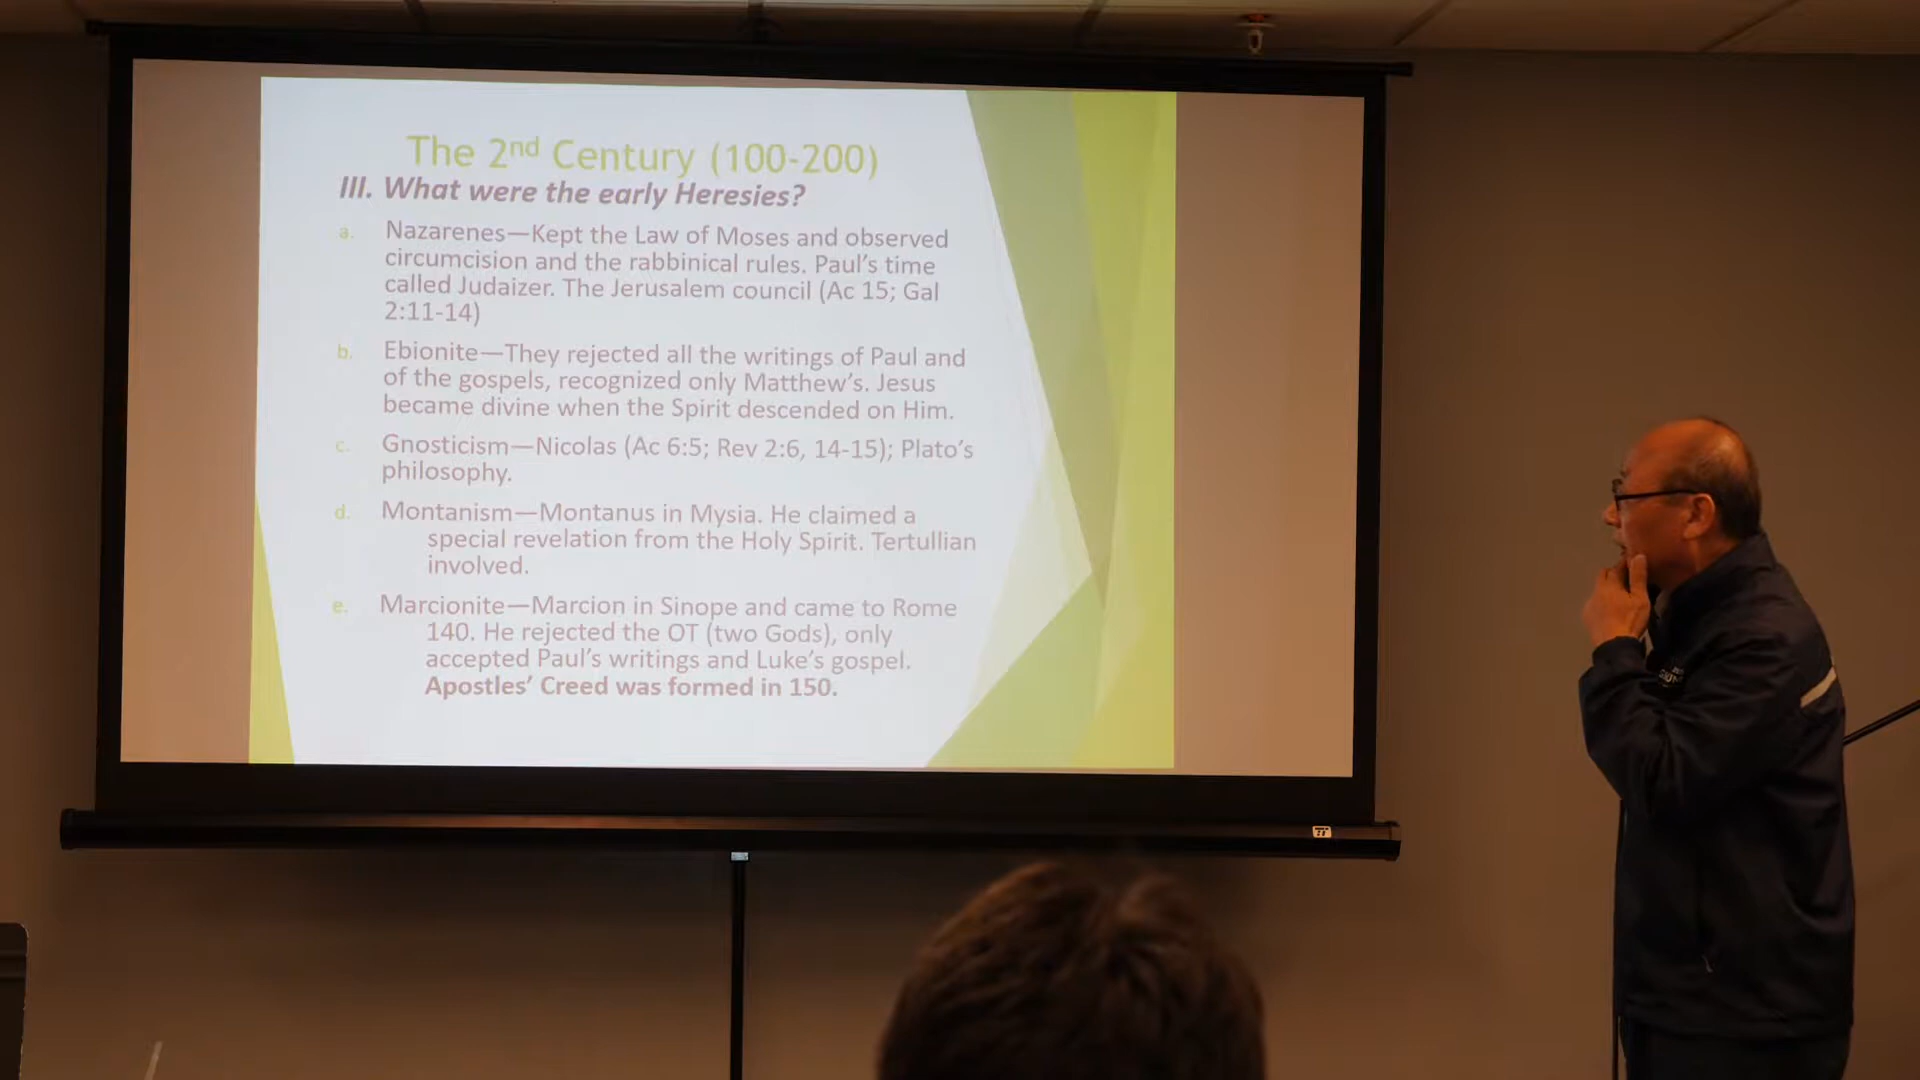 The 2nd Century (100-200)
III. What were the early Heresies?
a. Nazarenes—Kept the Law of Moses and observed
circumcision and the rabbinical rules. Paul's time
called Judaizer. The Jerusalem council (Ac 15; Gal
2:11-14)
b. Ebionite—They rejected all the writings of Paul and
of the gospels, recognized only Matthew's. Jesus
became divine when the Spirit descended on Him.
c. Gnosticism—Nicolas (Ac 6:5; Rev 2:6, 14-15); Plato's
philosophy.
d. Montanism—Montanus in Mysia. He claimed a
special revelation from the Holy Spirit. Tertullian
involved.
e. Marcionite—Marcion in Sinope and came to Rome
140. He rejected the OT (two Gods), only
accepted Paul's writings and Luke's gospel.
Apostles' Creed was formed in 150.